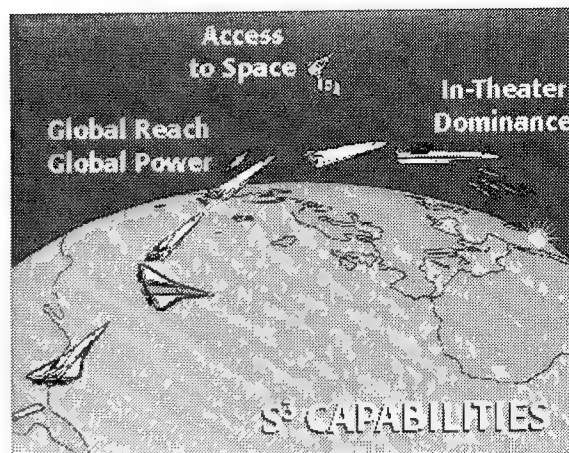 Access
to Space
In-Theater
Dominance
Global Reach
Global Power
S³ CAPABILITIES